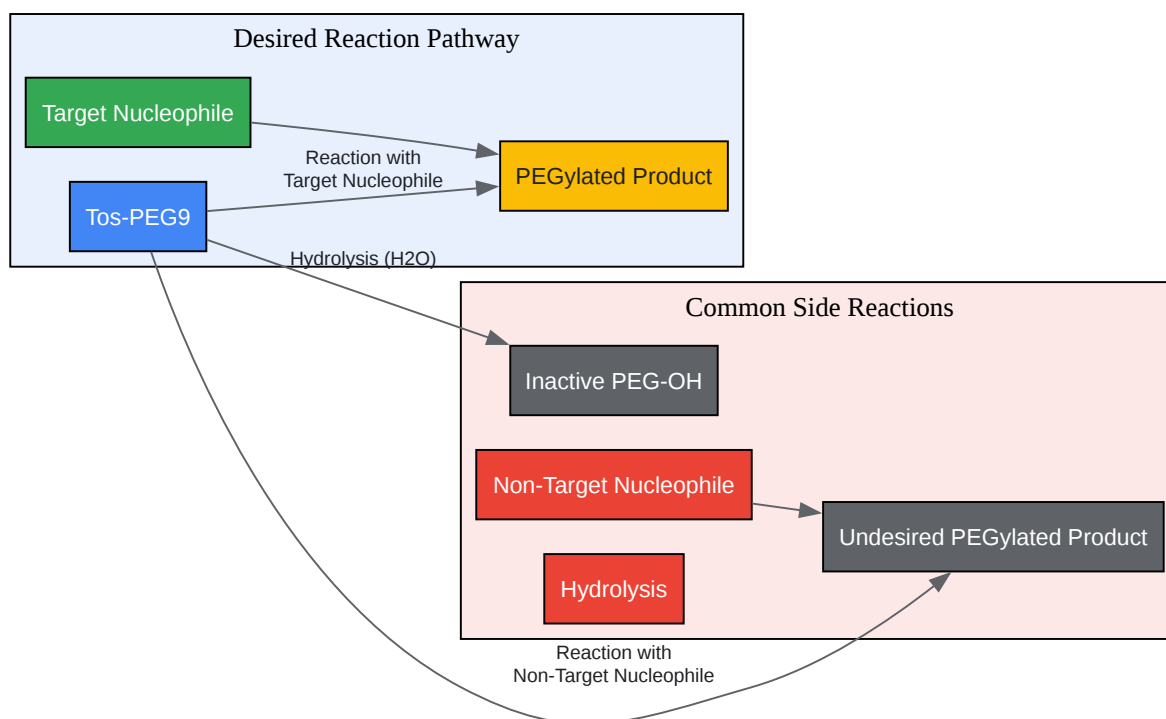 Desired Reaction Pathway
Target Nucleophile
Reaction with
Target Nucleophile
PEGylated Product
Tos-PEG9
Hydrolysis (H2O)
Common Side Reactions
Inactive PEG-OH
Non-Target Nucleophile
Undesired PEGylated Product
Hydrolysis
Reaction with
Non-Target Nucleophile